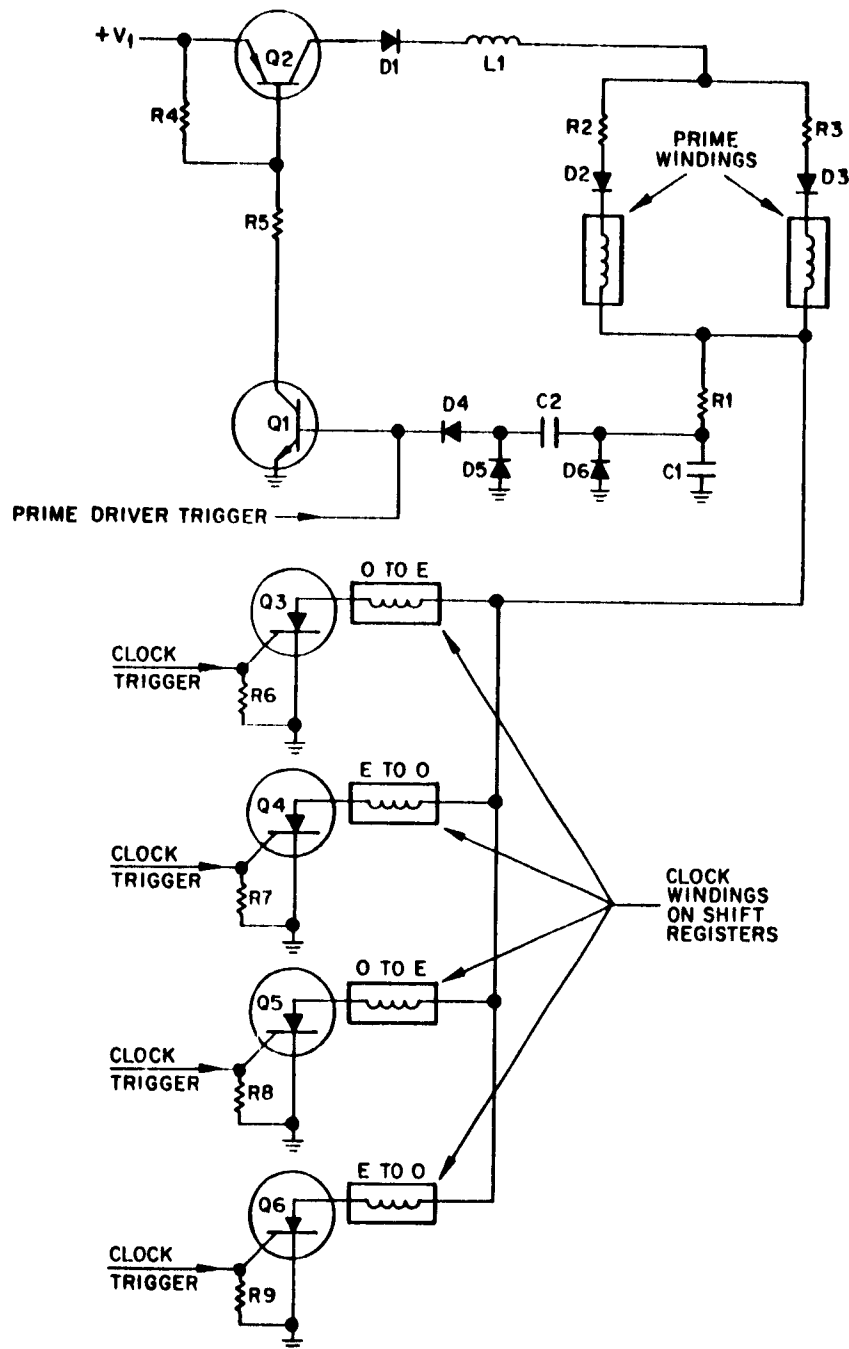 +V1
Q2
D1
L1
R4
R2
PRIME
WINDINGS
R3
D2
D3
R5
Q1
D4
C2
R1
D5
D6
C1
PRIME DRIVER TRIGGER
O TO E
Q3
CLOCK
TRIGGER
R6
E TO O
Q4
CLOCK
TRIGGER
R7
CLOCK
WINDINGS
ON SHIFT
REGISTERS
O TO E
Q5
CLOCK
TRIGGER
R8
E TO O
Q6
CLOCK
TRIGGER
R9